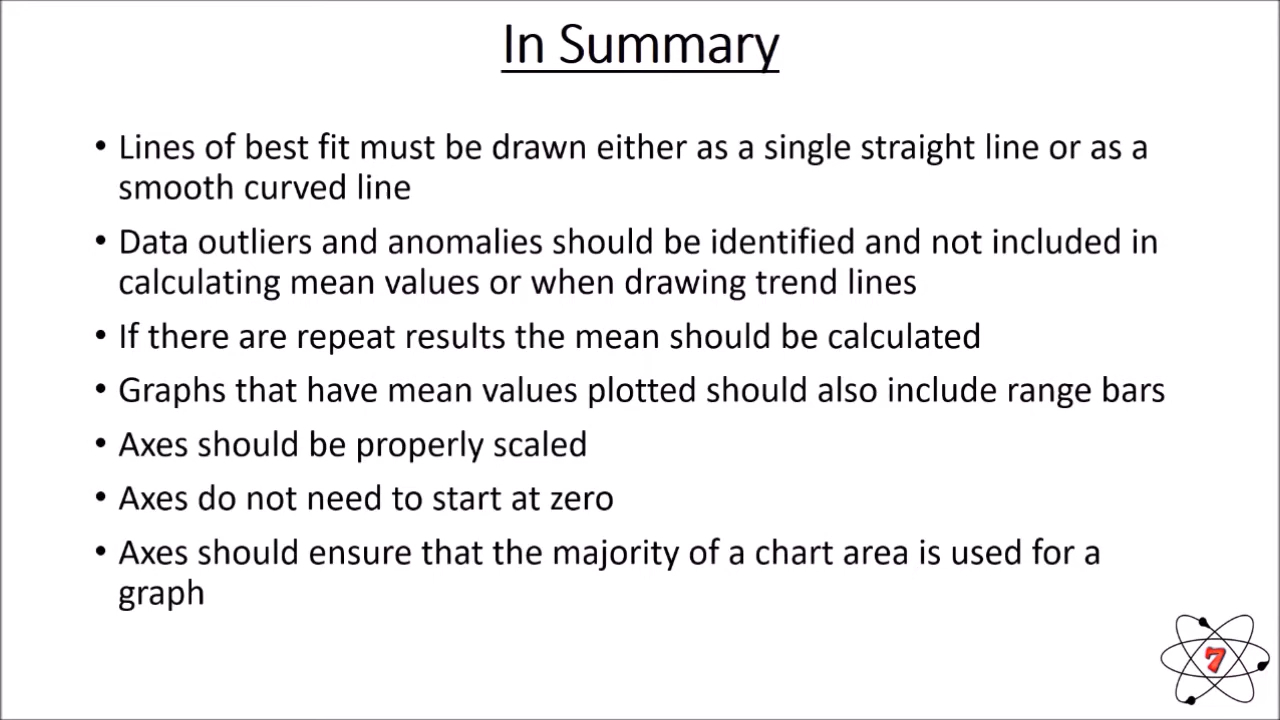 In Summary
• Lines of best fit must be drawn either as a single straight line or as a
smooth curved line
• Data outliers and anomalies should be identified and not included in
calculating mean values or when drawing trend lines
• If there are repeat results the mean should be calculated
• Graphs that have mean values plotted should also include range bars
• Axes should be properly scaled
• Axes do not need to start at zero
• Axes should ensure that the majority of a chart area is used for a
graph
7